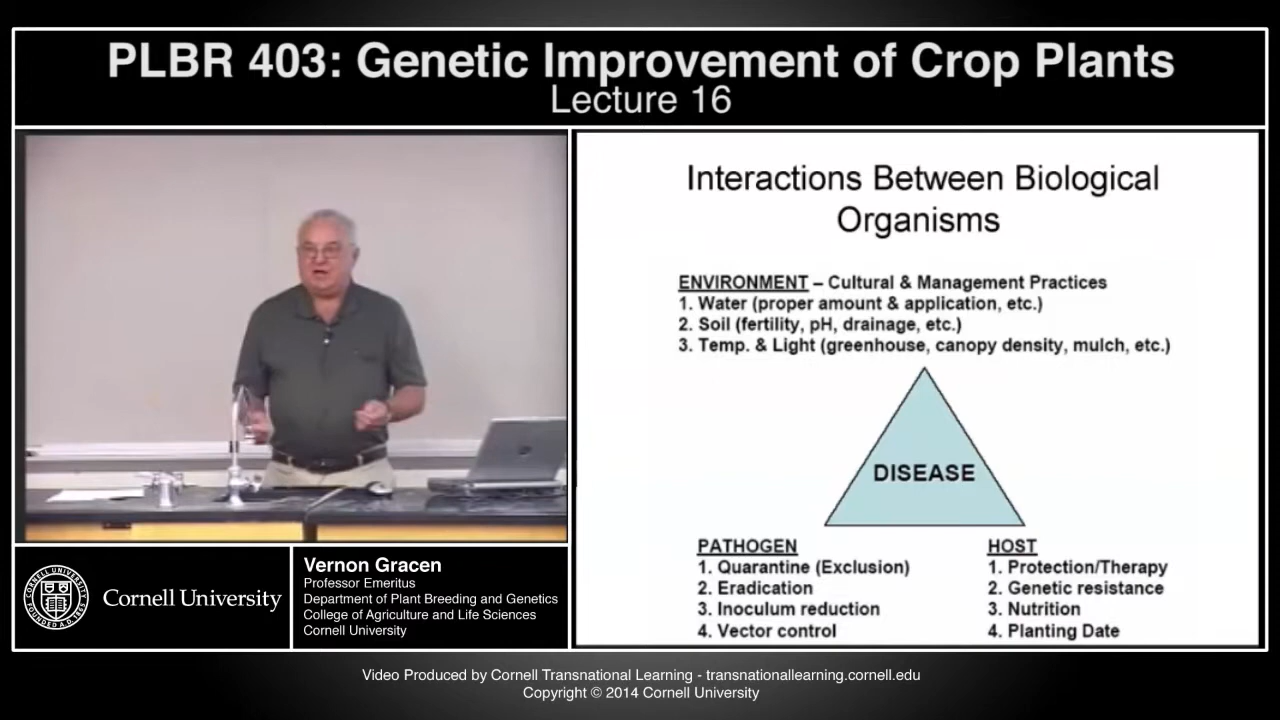 PLBR 403: Genetic Improvement of Crop Plants
Lecture 16
Interactions Between Biological
Organisms
ENVIRONMENT – Cultural & Management Practices
1. Water (proper amount & application, etc.)
2. Soil (fertility, pH, drainage, etc.)
3. Temp. & Light (greenhouse, canopy density, mulch, etc.)
DISEASE
PATHOGEN
1. Quarantine (Exclusion)
2. Eradication
3. Inoculum reduction
4. Vector control
HOST
1. Protection/Therapy
2. Genetic resistance
3. Nutrition
4. Planting Date
Cornell University
Vernon Gracen
Professor Emeritus
Department of Plant Breeding and Genetics
College of Agriculture and Life Sciences
Cornell University
Video Produced by Cornell Transnational Learning - transnationallearning.cornell.edu
Copyright © 2014 Cornell University